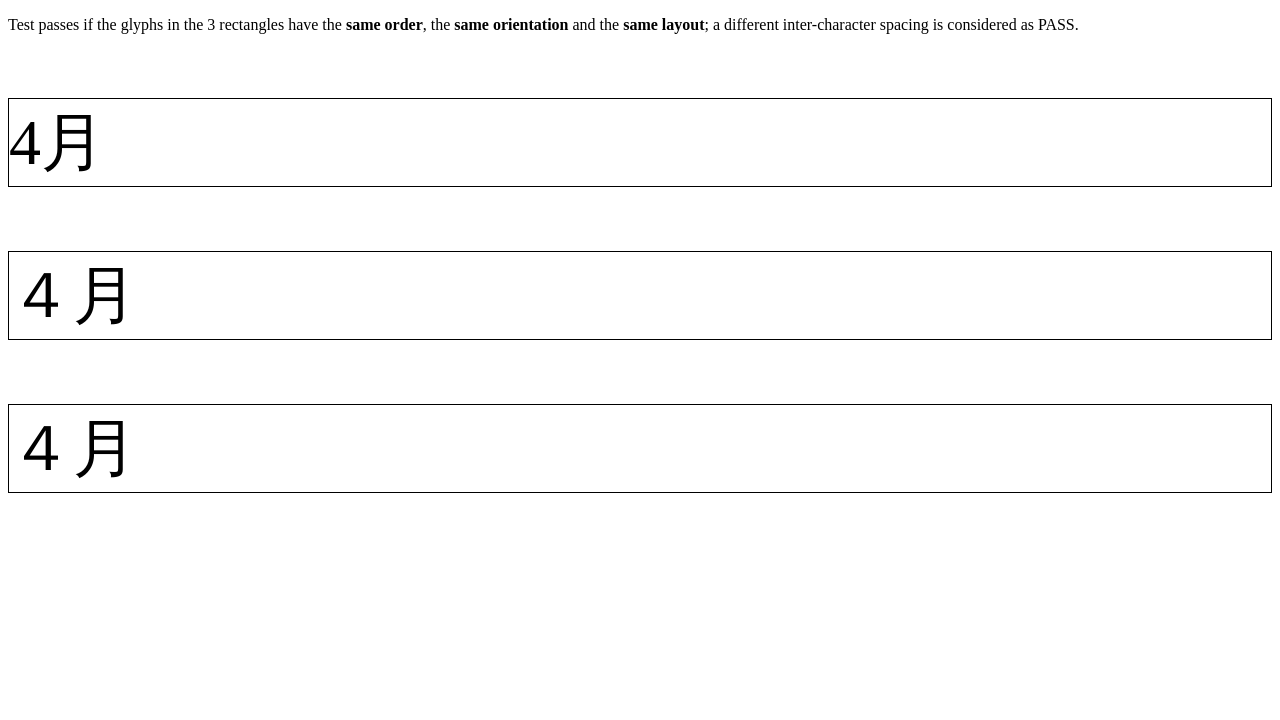 Test passes if the glyphs in the 3 rectangles have the same order, the same orientation and the same layout; a different inter-character spacing is considered as PASS.
4月
４月
４月